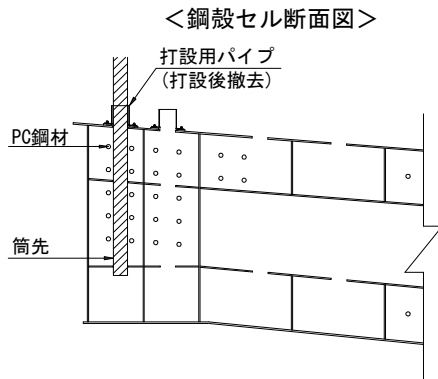 ＜鋼殻セル断面図＞
打設用パイプ
（打設後撤去）
PC鋼材
筒先